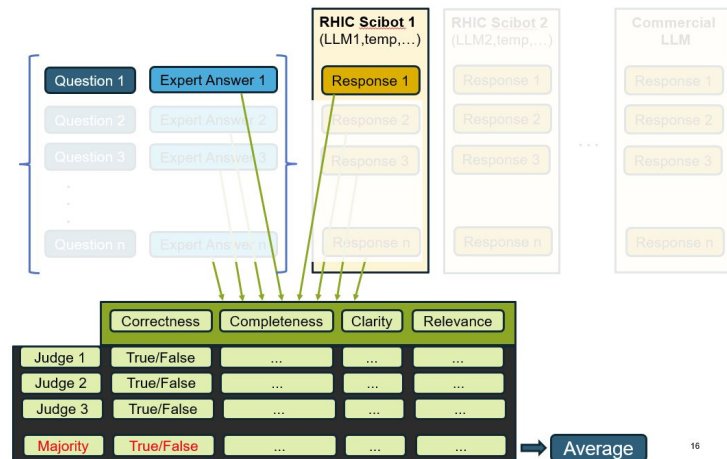 RHIC Scibot 1
(LLM1,temp,…)
RHIC Scibot 2
(LLM2,temp,…)
Commercial
LLM
Question 1 Expert Answer 1 Response 1 Response 1 Response 1
Question 2 Expert Answer 2 Response 2 Response 2 Response 2
Question 3 Expert Answer 3 Response 3 Response 3 Response 3
. ...
.
.
Question n Expert Answer n Response n Response n Response n
Correctness Completeness Clarity Relevance
Judge 1 True/False ... ... ...
Judge 2 True/False ... ... ...
Judge 3 True/False ... ... ...
Majority True/False ... ... ...
Average
16